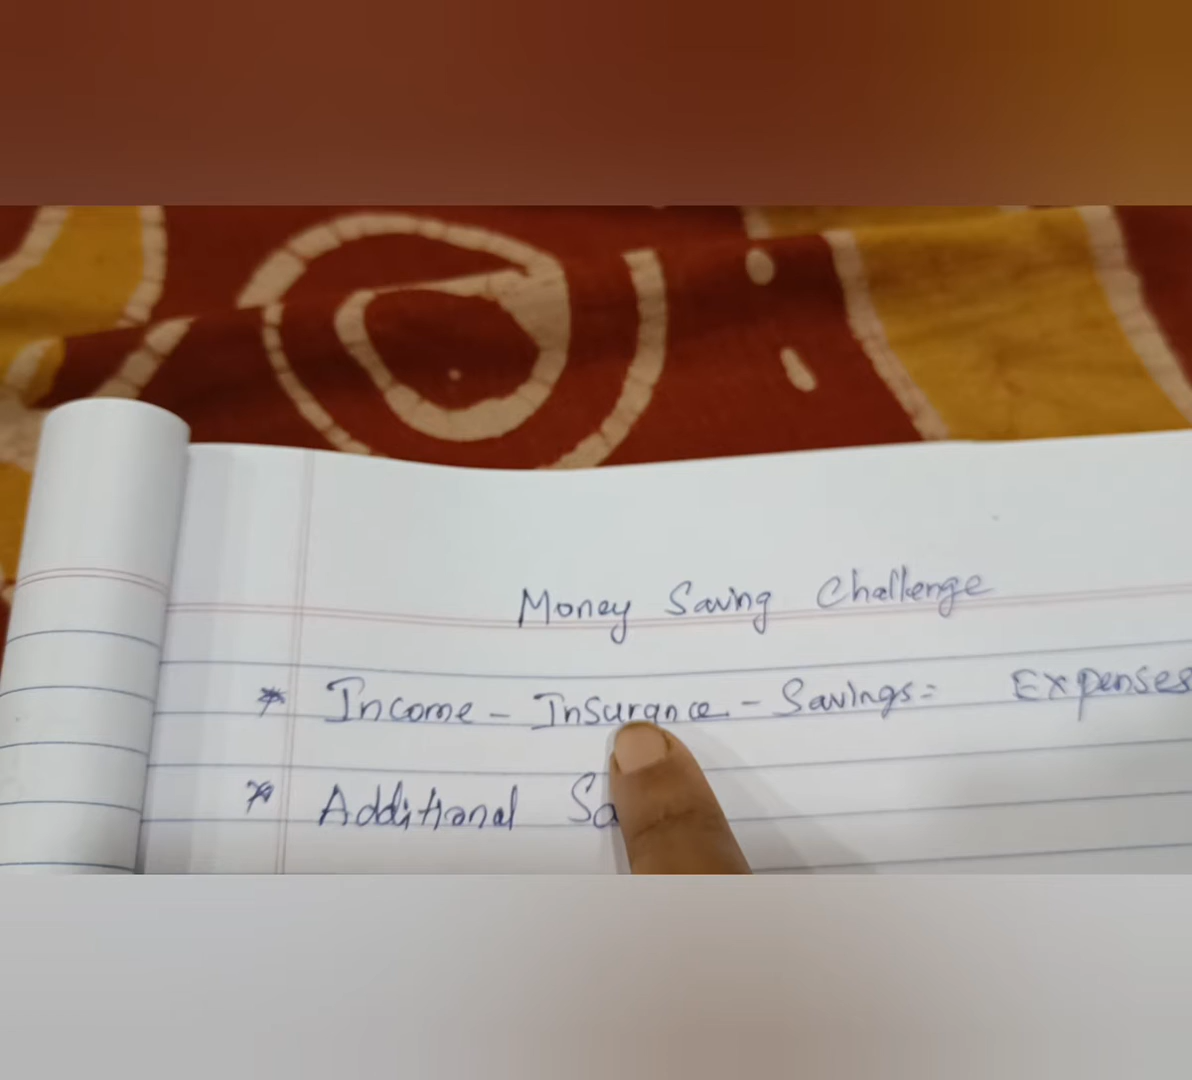 Money Saving Challenge
* Income - Insurance - Savings = Expenses
* Additional